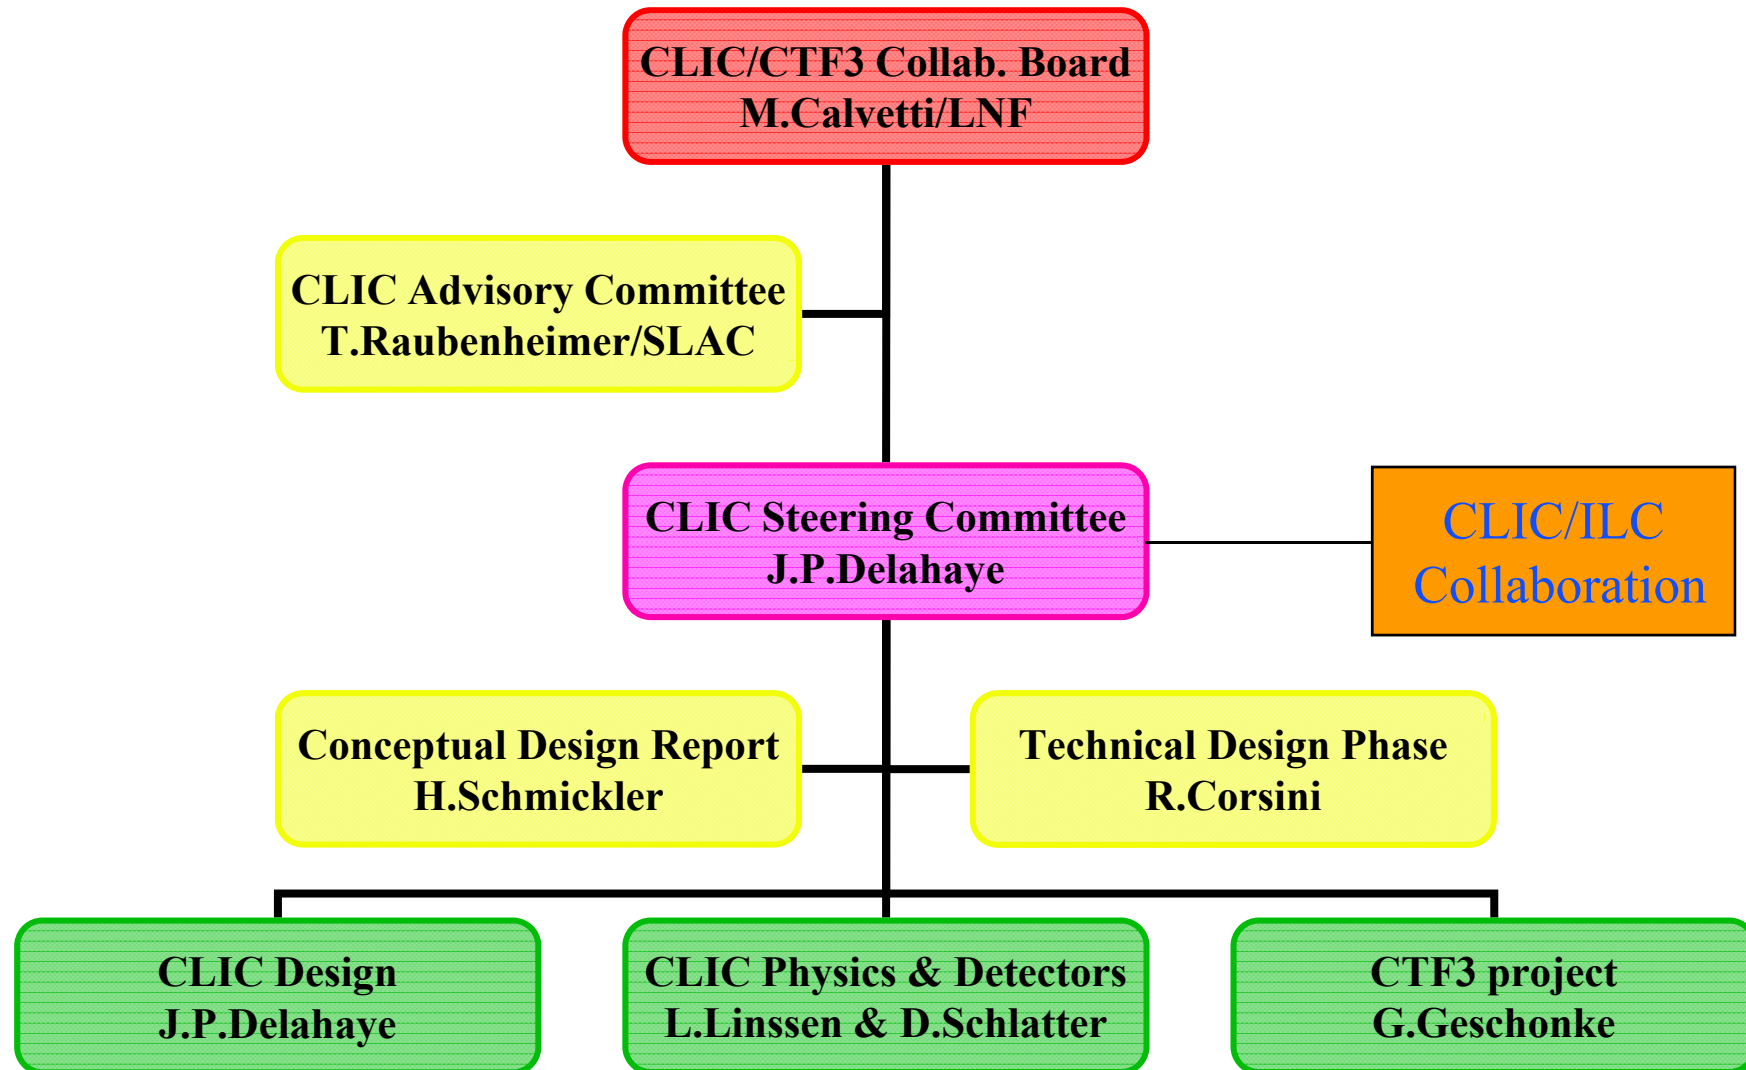 CLIC/CTF3 Collab. Board
M.Calvetti/LNF
CLIC Advisory Committee
T.Raubenheimer/SLAC
CLIC Steering Committee
J.P.Delahaye
CLIC/ILC
Collaboration
Conceptual Design Report
H.Schmickler
Technical Design Phase
R.Corsini
CLIC Design
J.P.Delahaye
CLIC Physics & Detectors
L.Linssen & D.Schlatter
CTF3 project
G.Geschonke